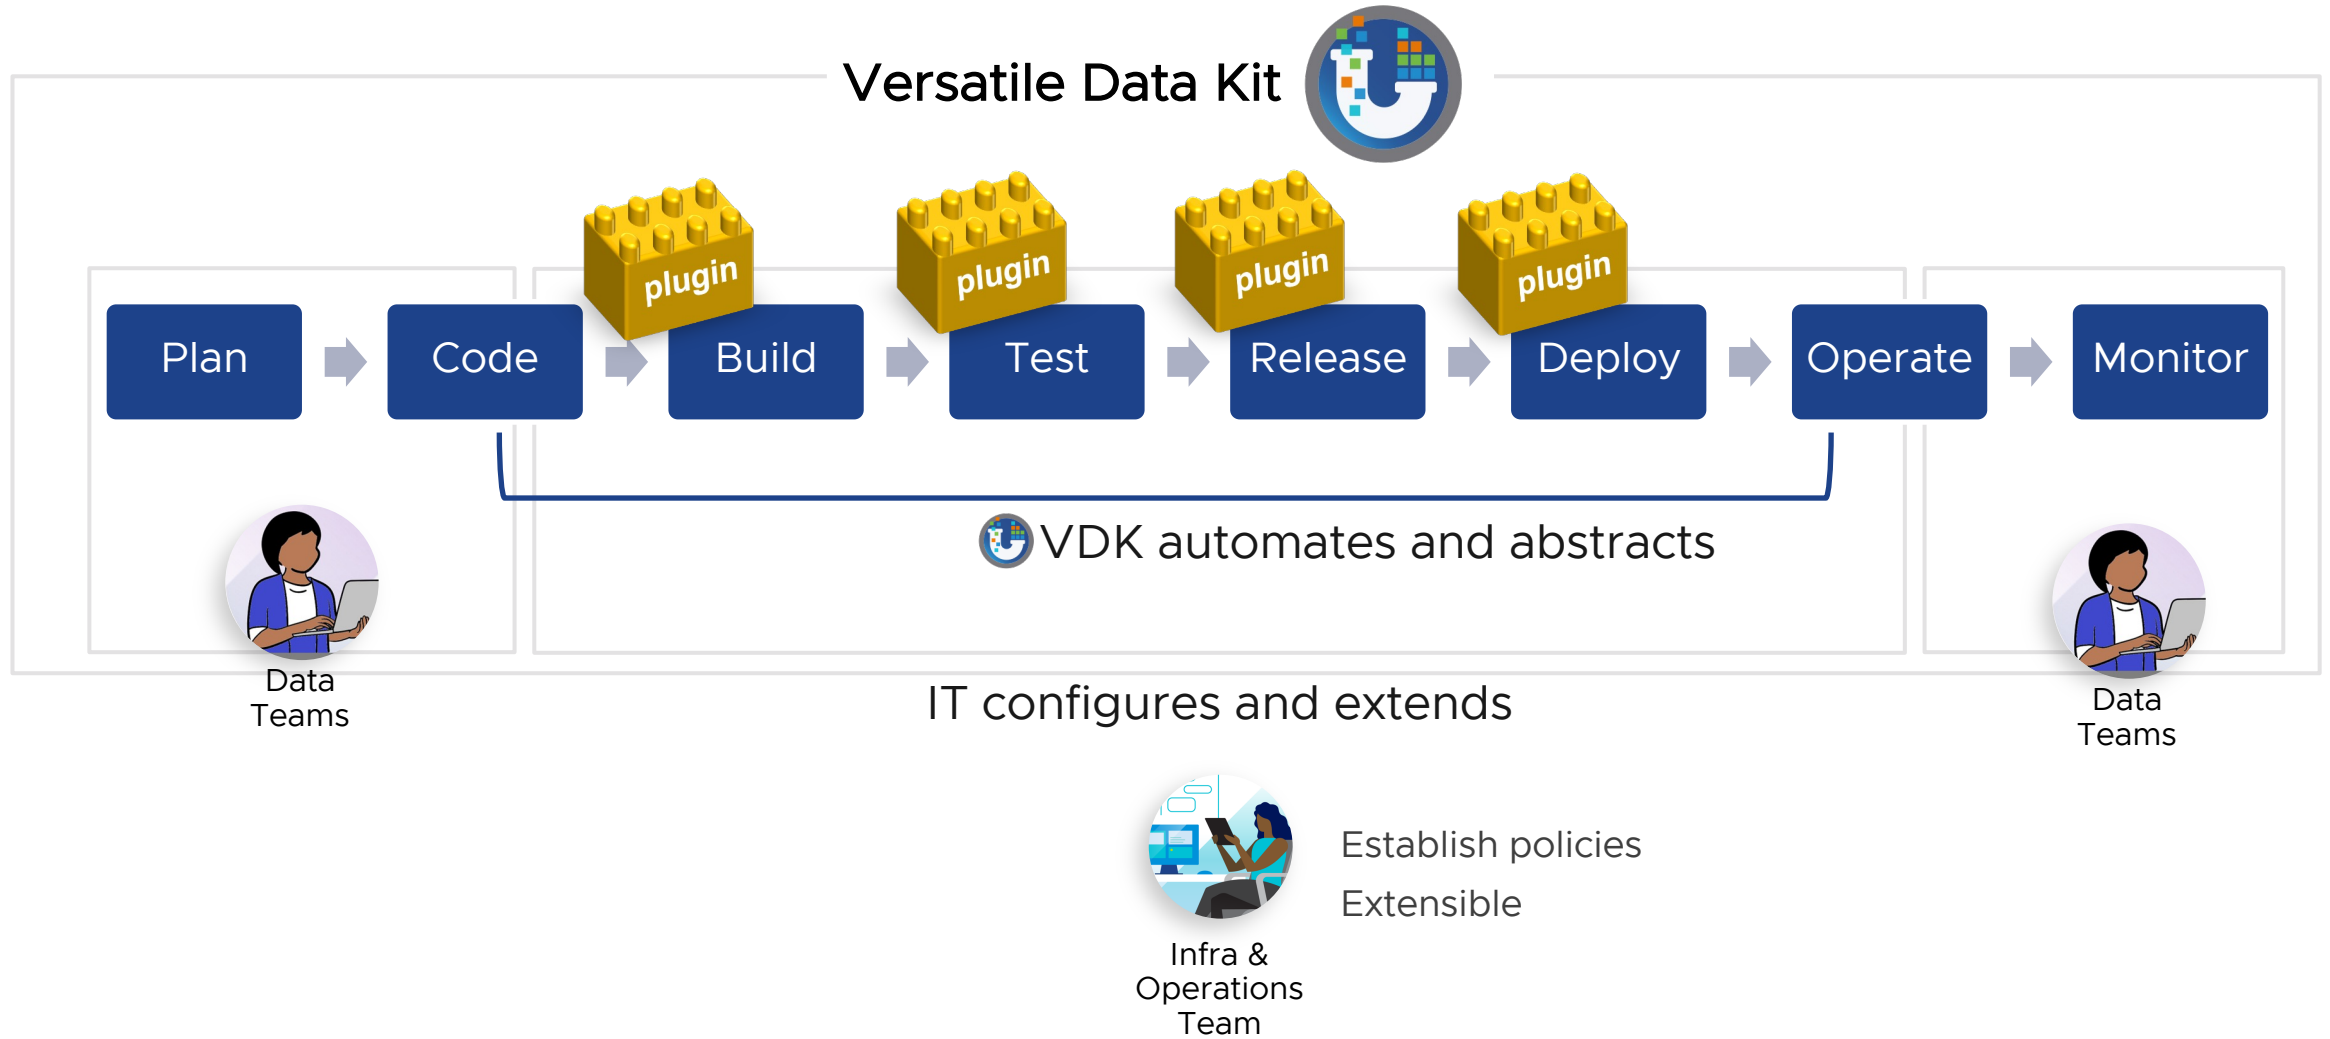 Versatile Data Kit
plugin
plugin
plugin
plugin
Plan
Code
Build
Test
Release
Deploy
Operate
Monitor
VDK automates and abstracts
Data
Teams
Data
Teams
IT configures and extends
Establish policies
Extensible
Infra &
Operations
Team